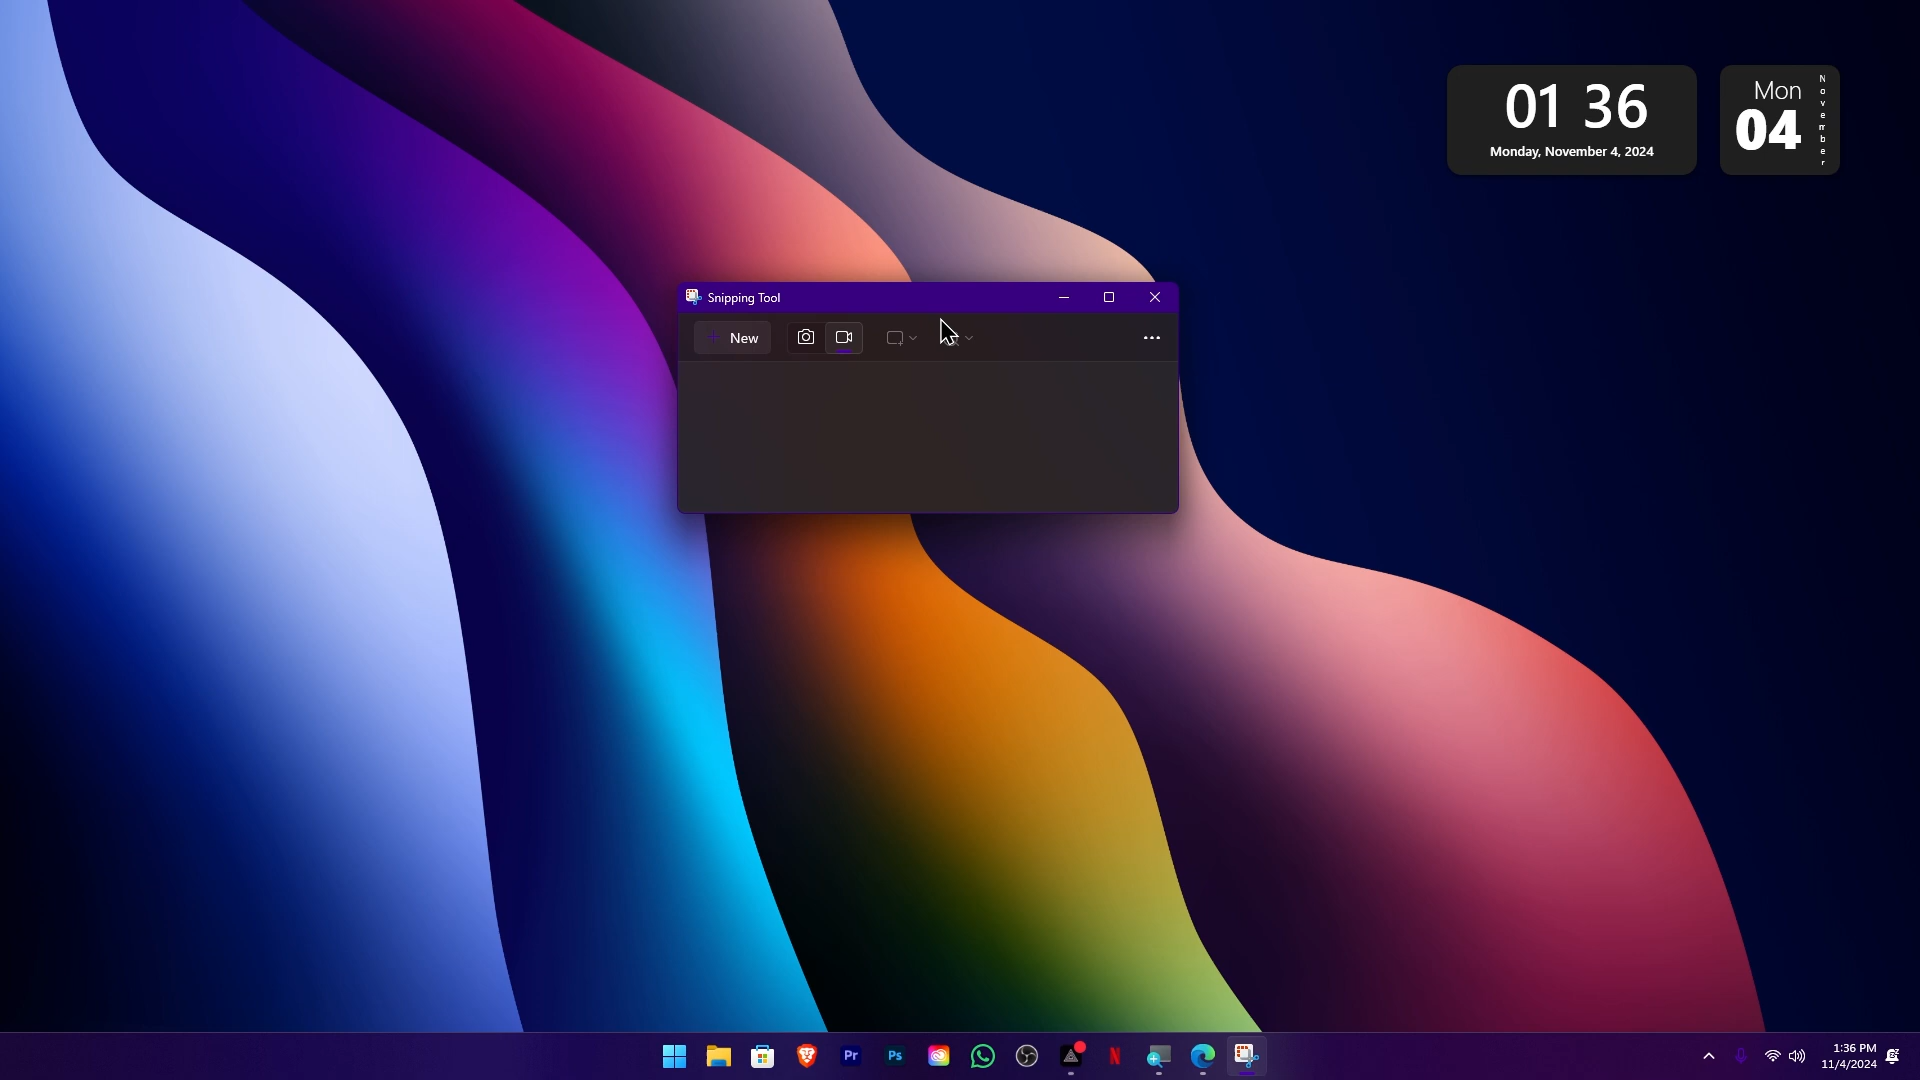 01 36
Monday, November 4, 2024
Mon
04
November
Snipping Tool
New
Pr
Ps
N
1:36 PM
11/4/2024